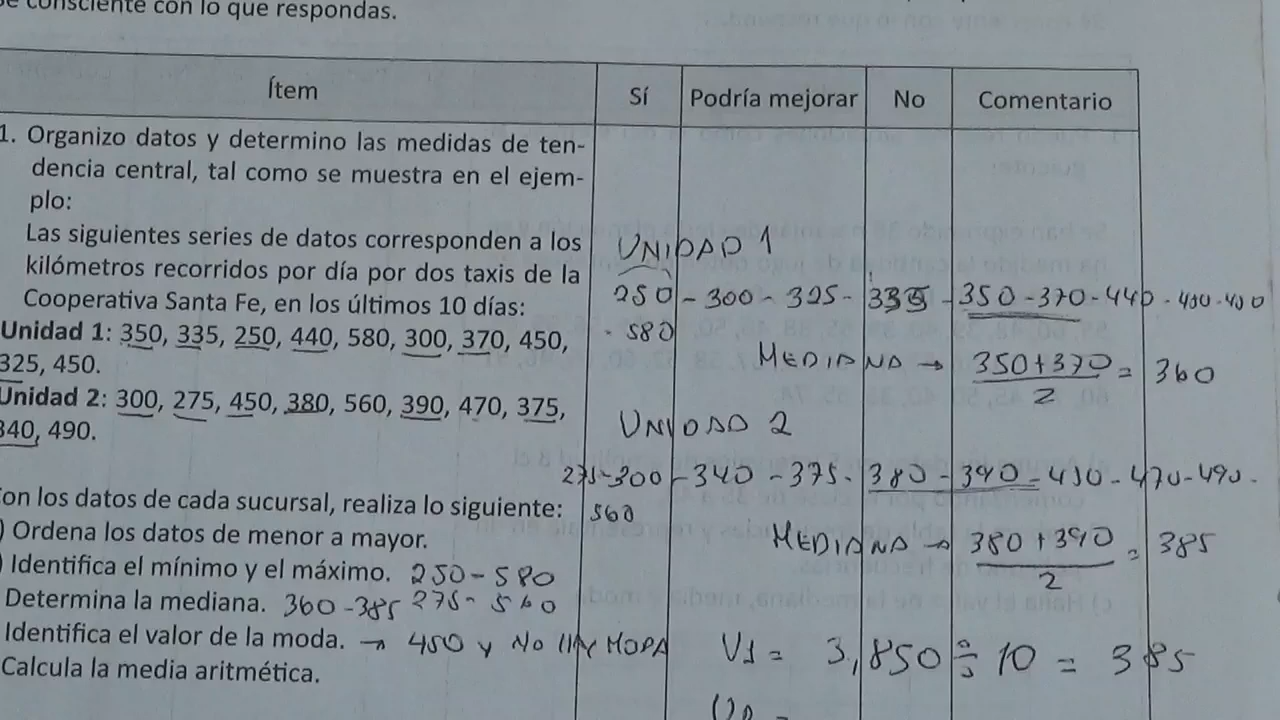 consciente con lo que respondas.
Ítem Sí Podría mejorar No Comentario
1. Organizo datos y determino las medidas de ten-
dencia central, tal como se muestra en el ejem-
plo:
Las siguientes series de datos corresponden a los
kilómetros recorridos por día por dos taxis de la
Cooperativa Santa Fe, en los últimos 10 días:
Unidad 1: 350, 335, 250, 440, 580, 300, 370, 450,
325, 450.
Unidad 2: 300, 275, 450, 380, 560, 390, 470, 375,
340, 490.
Con los datos de cada sucursal, realiza lo siguiente:
) Ordena los datos de menor a mayor.
) Identifica el mínimo y el máximo. 250-580
275-560
Determina la mediana. 360-385
Identifica el valor de la moda. → 450 y NO HAY MODA
Calcula la media aritmética.
UNIDAD 1
250-300-325-335-350-370-440-450-450
-580
MEDIANA → 350+370/2 = 360
UNIDAD 2
275-300-340-375-380-390-450-470-490-
560
MEDIANA → 380+390/2 = 385
U1 = 3,850 ÷ 10 = 385